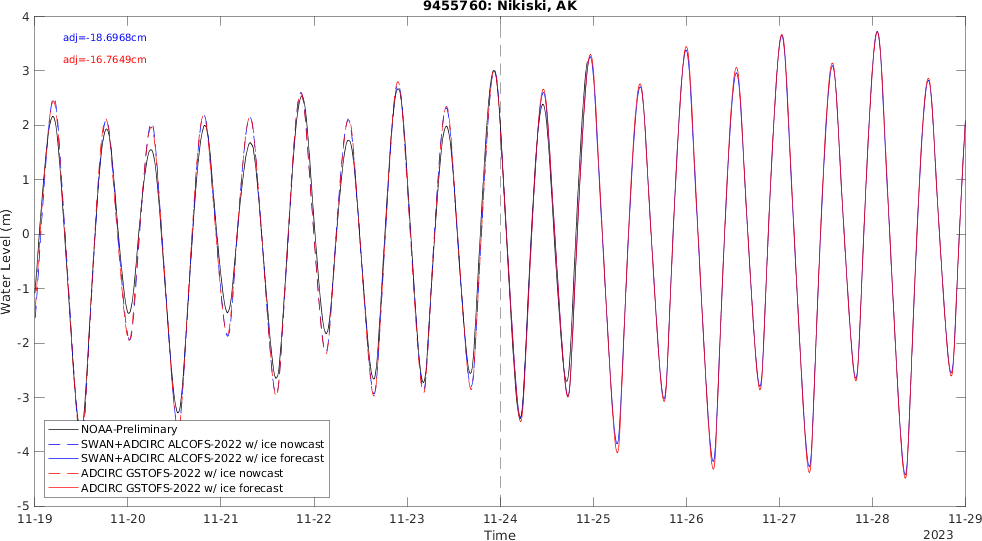 9455760: Nikiski, AK
adj=-18.6968cm
adj=-16.7649cm
4
3
2
1
0
-1
-2
-3
-4
-5
Water Level (m)
NOAA-Preliminary
SWAN+ADCIRC ALCOFS-2022 w/ ice nowcast
SWAN+ADCIRC ALCOFS-2022 w/ ice forecast
ADCIRC GSTOFS-2022 w/ ice nowcast
ADCIRC GSTOFS-2022 w/ ice forecast
11-19 11-20 11-21 11-22 11-23 11-24 11-25 11-26 11-27 11-28 11-29
Time
2023